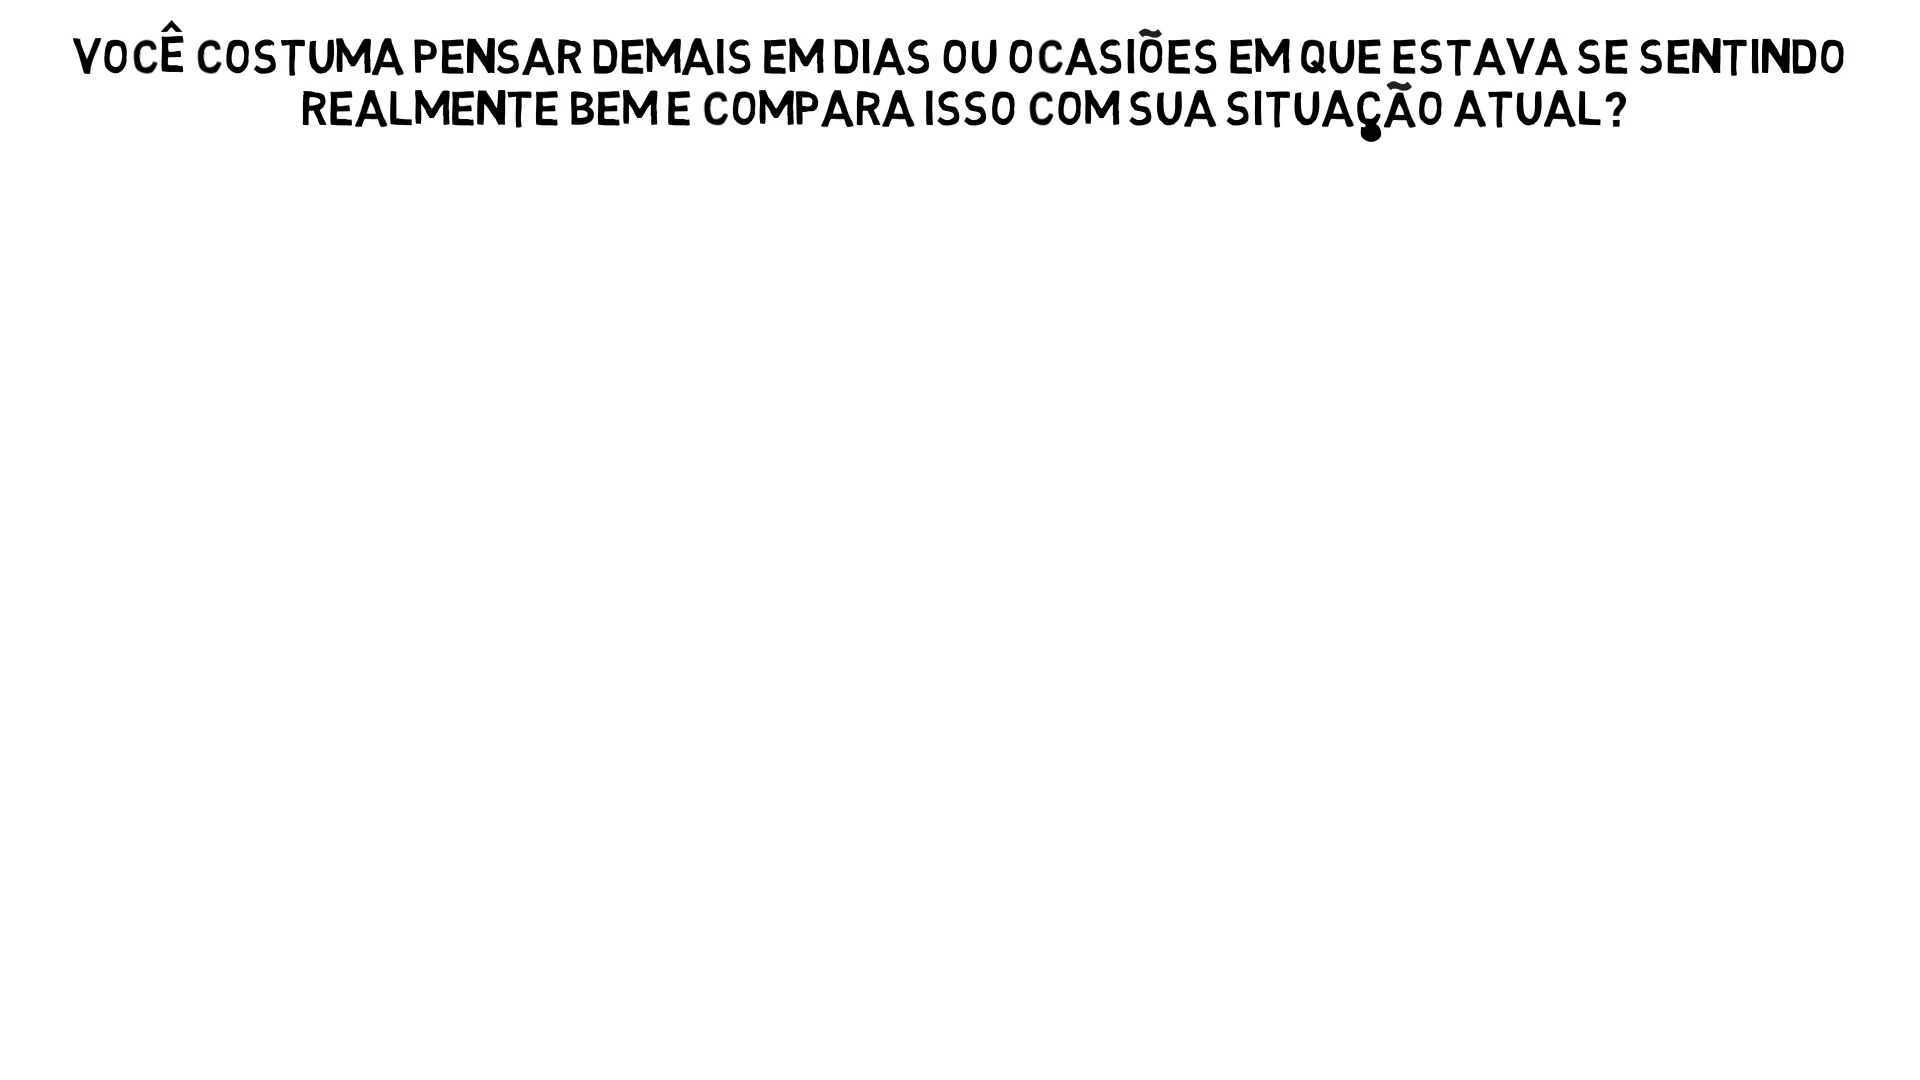 VOCÊ COSTUMA PENSAR DEMAIS EM DIAS OU OCASIÕES EM QUE ESTAVA SE SENTINDO
REALMENTE BEM E COMPARA ISSO COM SUA SITUAÇÃO ATUAL?